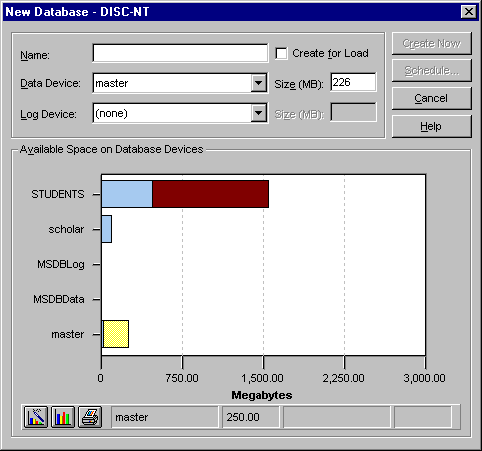 New Database - DISC-NT
Name:
Create for Load
Create Now
Data Device:
master
Size (MB):
226
Schedule...
Log Device:
(none)
Size (MB):
Cancel
Help
Available Space on Database Devices
STUDENTS
scholar
MSDBLog
MSDBData
master
0 750.00 1,500.00 2,250.00 3,000.00
Megabytes
master 250.00